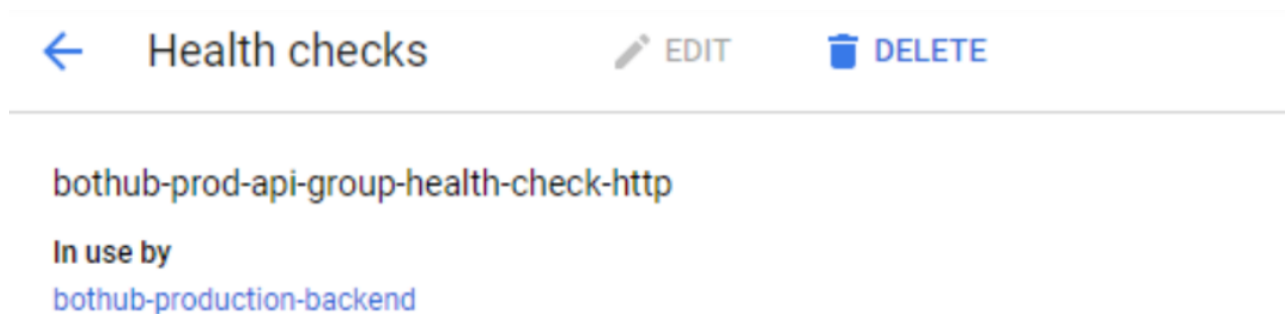 Health checks EDIT DELETE
bothub-prod-api-group-health-check-http
In use by
bothub-production-backend